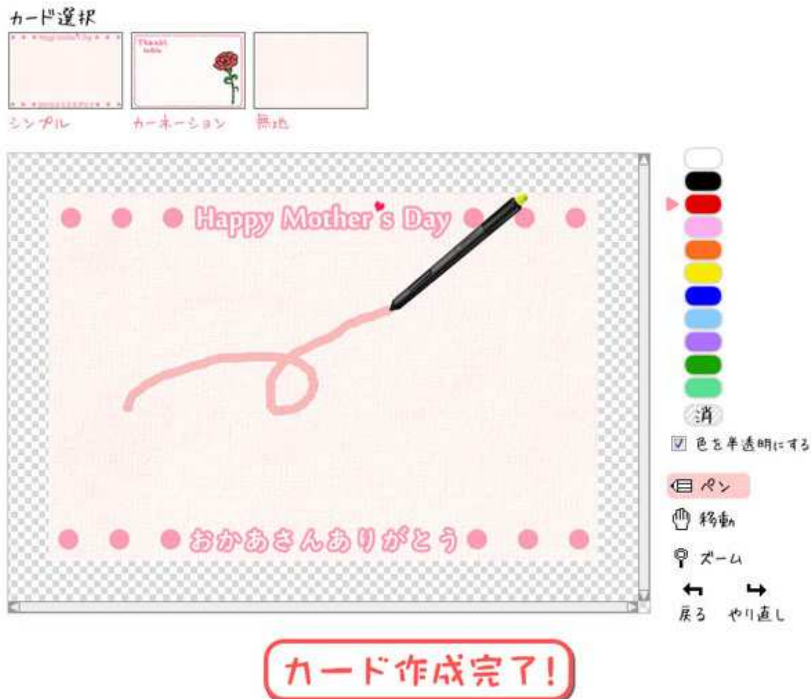 カード選択
Thanks
シンプル
カーネーション
無地
Happy Mother's Day
おかあさんありがとう
消
色を半透明にする
ペン
移動
ズーム
戻る
やり直し
カード作成完了!